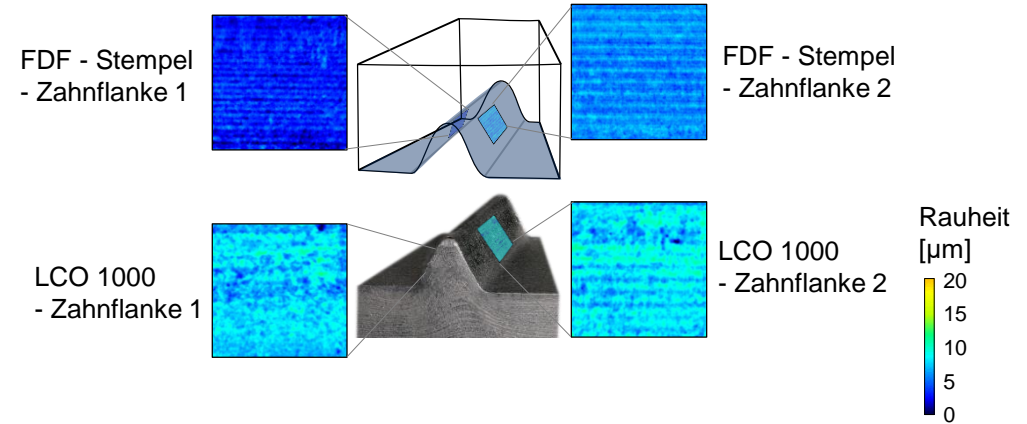 FDF - Stempel
- Zahnflanke 1
FDF - Stempel
- Zahnflanke 2
LCO 1000
- Zahnflanke 1
LCO 1000
- Zahnflanke 2
Rauheit
[µm]
20
15
10
5
0